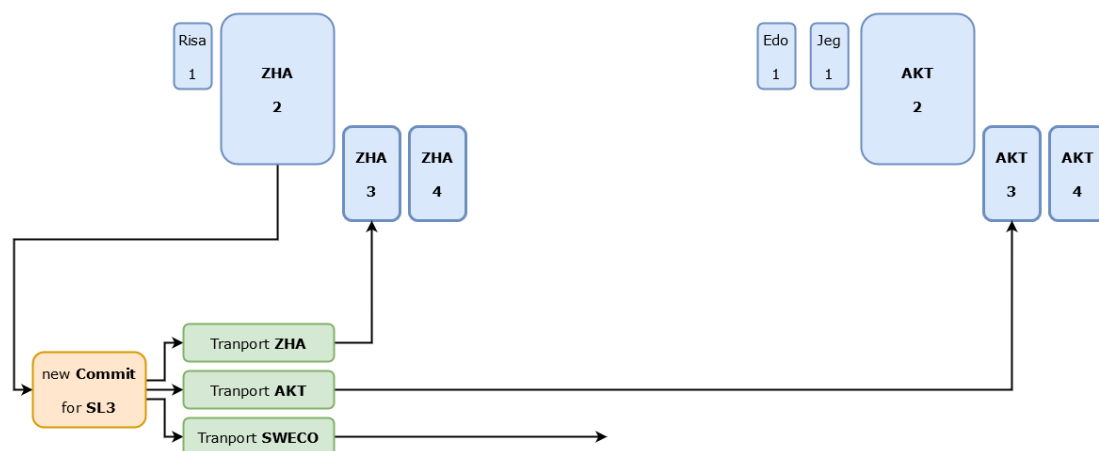 Risa
1
ZHA
2
ZHA
3
ZHA
4
Edo
1
Jeg
1
AKT
2
AKT
3
AKT
4
new Commit
for SL3
Tranport ZHA
Tranport AKT
Tranport SWECO